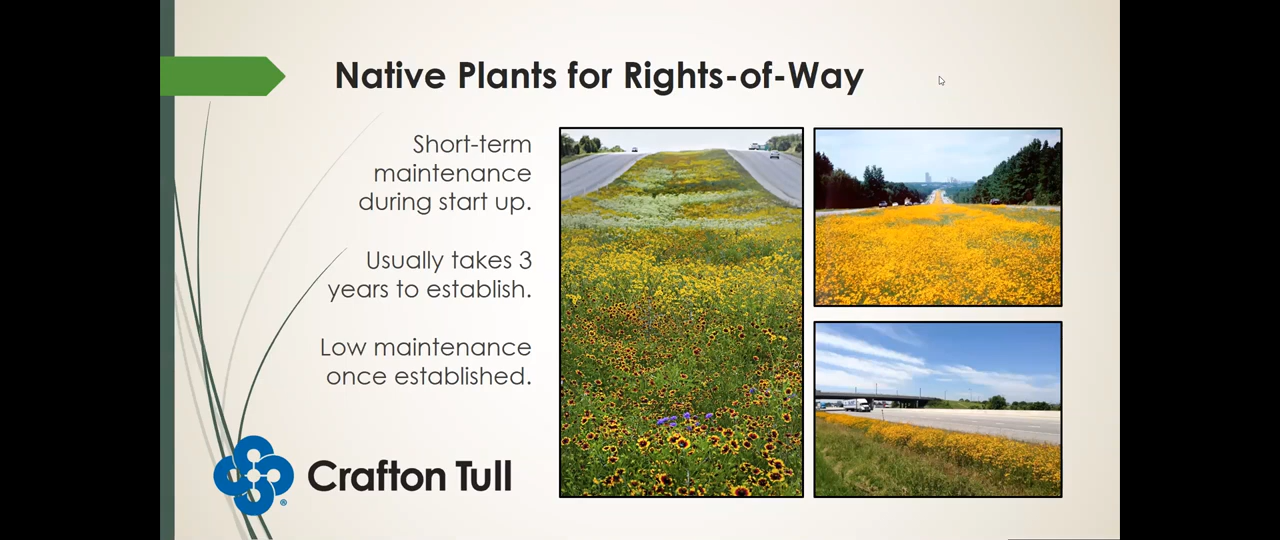 Native Plants for Rights-of-Way
Short-term
maintenance
during start up.
Usually takes 3
years to establish.
Low maintenance
once established.
Crafton Tull
®